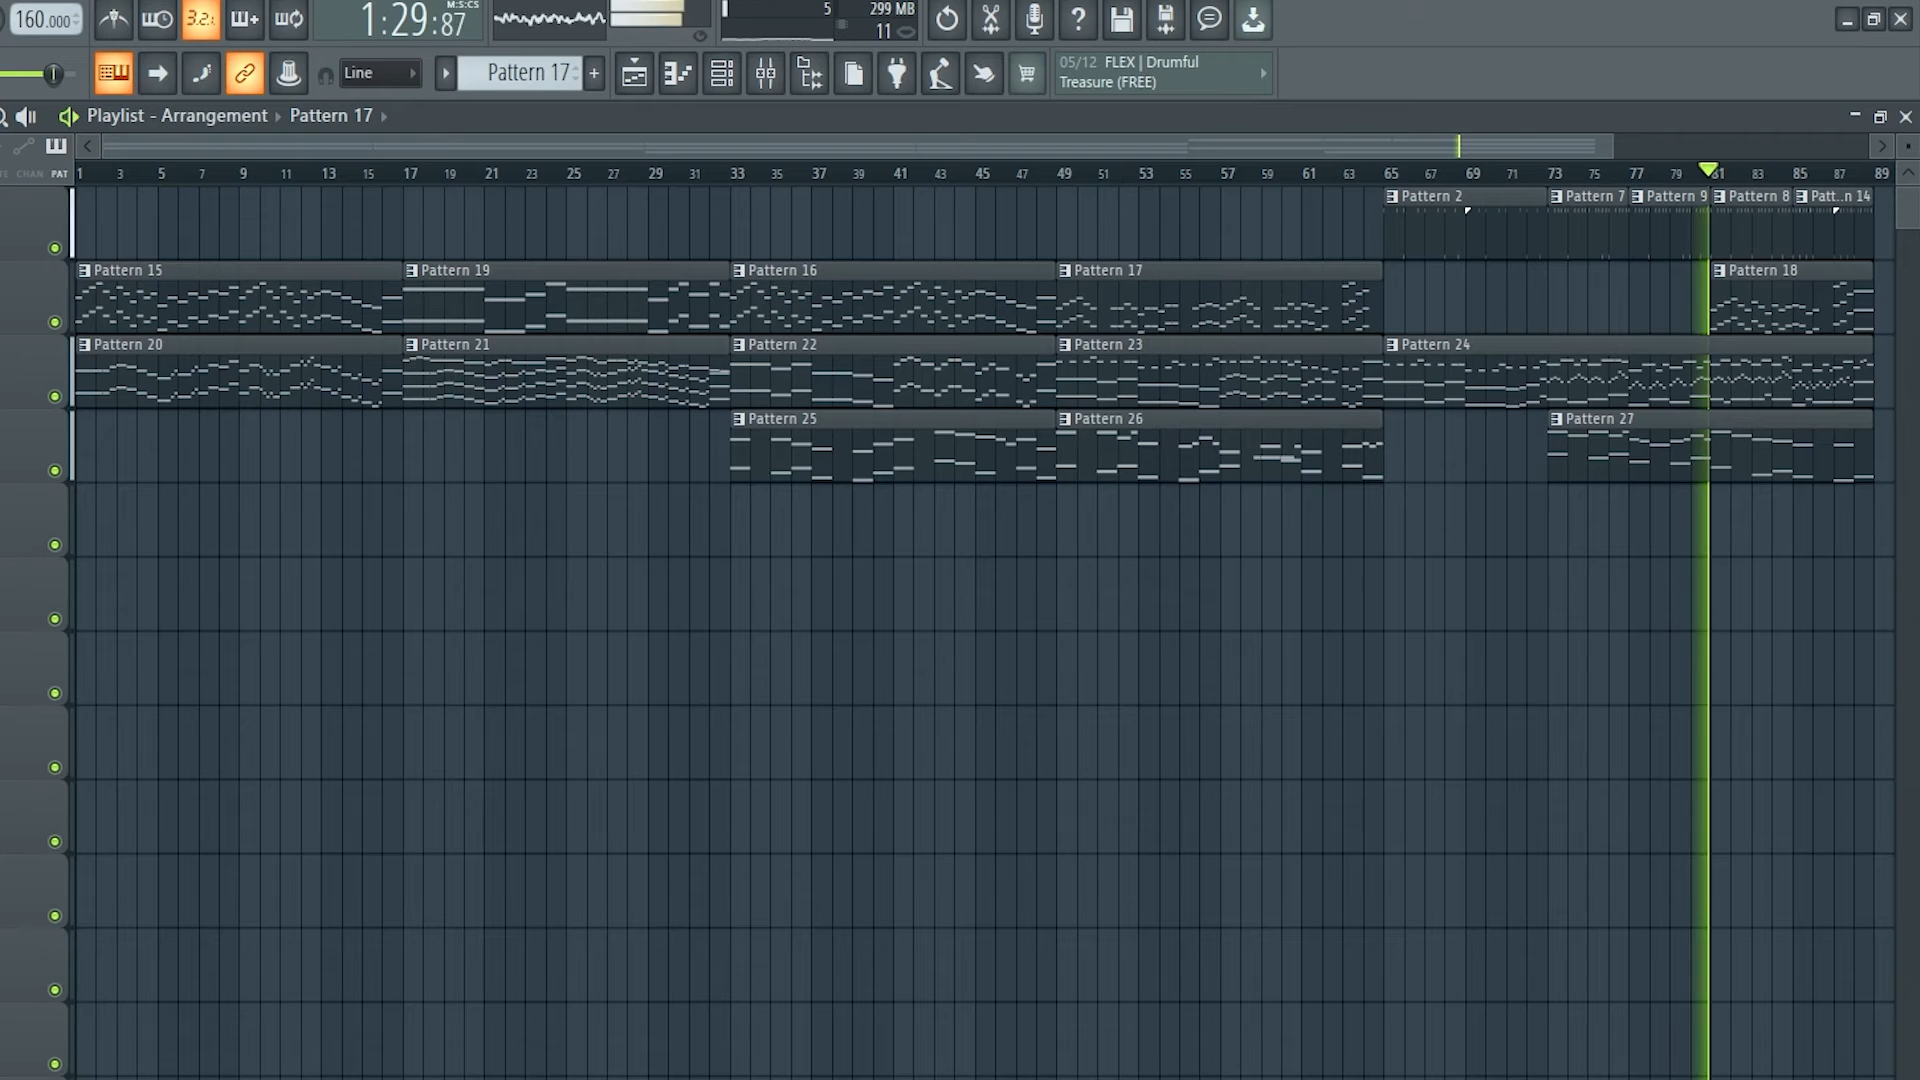 160.000
3.2.:
1:29:87
M:S:CS
5
299 MB
11
Line
Pattern 17
+
05/12 FLEX | Drumful
Treasure (FREE)
Playlist - Arrangement › Pattern 17 ›
CHAN PAT
1 3 5 7 9 11 13 15 17 19 21 23 25 27 29 31 33 35 37 39 41 43 45 47 49 51 53 55 57 59 61 63 65 67 69 71 73 75 77 79 81 83 85 87 89
Pattern 2 Pattern 7 Pattern 9 Pattern 8 Patt..n 14
Pattern 15 Pattern 19 Pattern 16 Pattern 17 Pattern 18
Pattern 20 Pattern 21 Pattern 22 Pattern 23 Pattern 24
Pattern 25 Pattern 26 Pattern 27